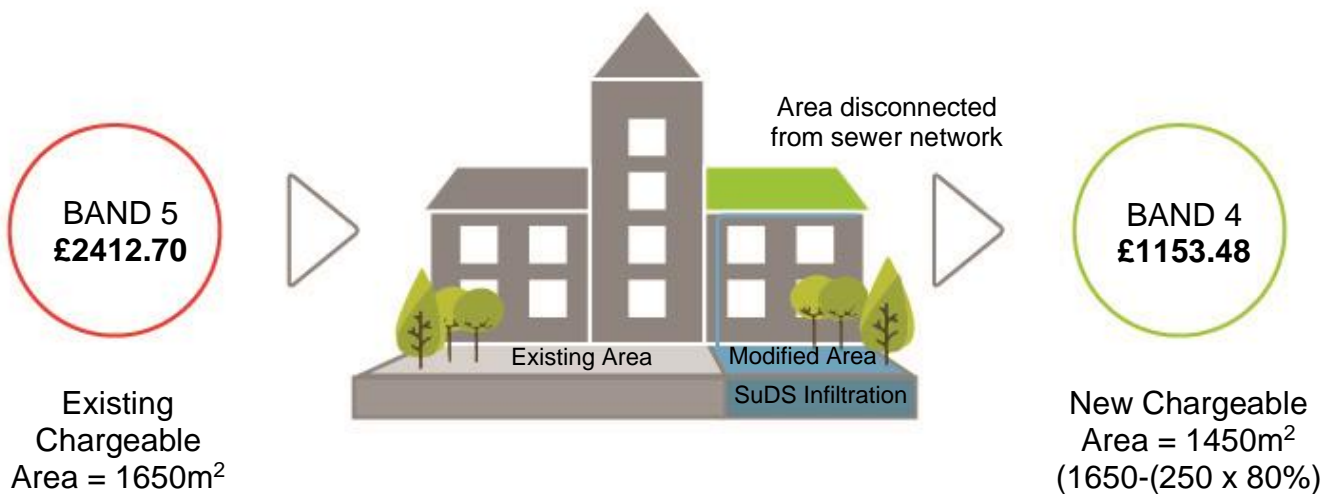 BAND 5
£2412.70
Existing
Chargeable
Area = 1650m²
Area disconnected
from sewer network
Existing Area
Modified Area
SuDS Infiltration
BAND 4
£1153.48
New Chargeable
Area = 1450m²
(1650-(250 x 80%)